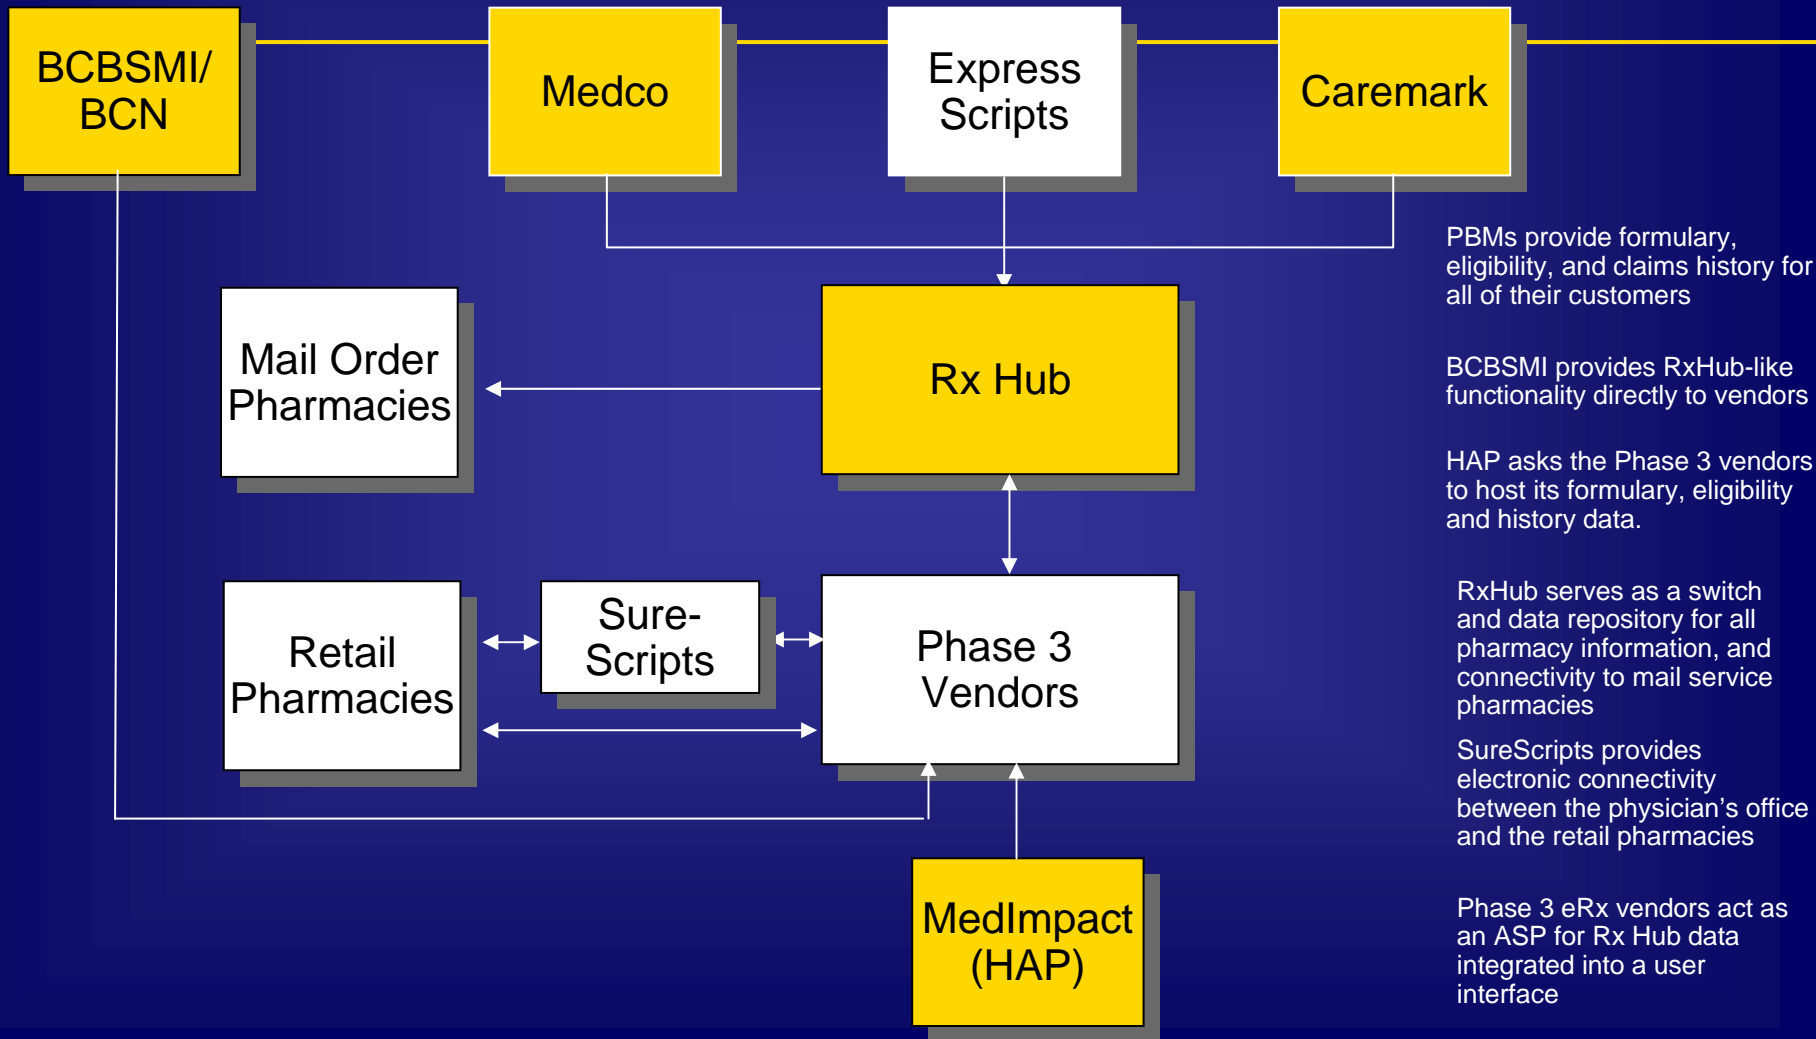 BCBSMI/
BCN
Medco
Express
Scripts
Caremark
PBMs provide formulary,
eligibility, and claims history for
all of their customers
Mail Order
Pharmacies
Rx Hub
BCBSMI provides RxHub-like
functionality directly to vendors
HAP asks the Phase 3 vendors
to host its formulary, eligibility
and history data.
Retail
Pharmacies
Sure-
Scripts
Phase 3
Vendors
RxHub serves as a switch
and data repository for all
pharmacy information, and
connectivity to mail service
pharmacies
SureScripts provides
electronic connectivity
between the physician’s office
and the retail pharmacies
MedImpact
(HAP)
Phase 3 eRx vendors act as
an ASP for Rx Hub data
integrated into a user
interface